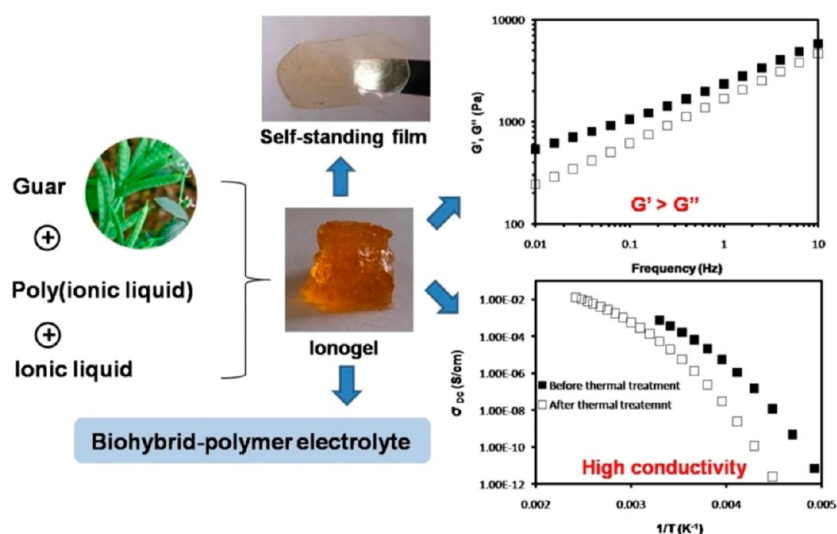 Guar
+
Poly(ionic liquid)
+
Ionic liquid
Self-standing film
Ionogel
Biohybrid-polymer electrolyte
G', G'' (Pa)
10000
1000
100
G' > G''
0.01 0.1 1 10
Frequency (Hz)
σ DC (S/cm)
1.00E-02
1.00E-04
1.00E-06
1.00E-08
1.00E-10
1.00E-12
Before thermal treatment
After thermal treatemnt
High conductivity
0.002 0.003 0.004 0.005
1/T (K-1)